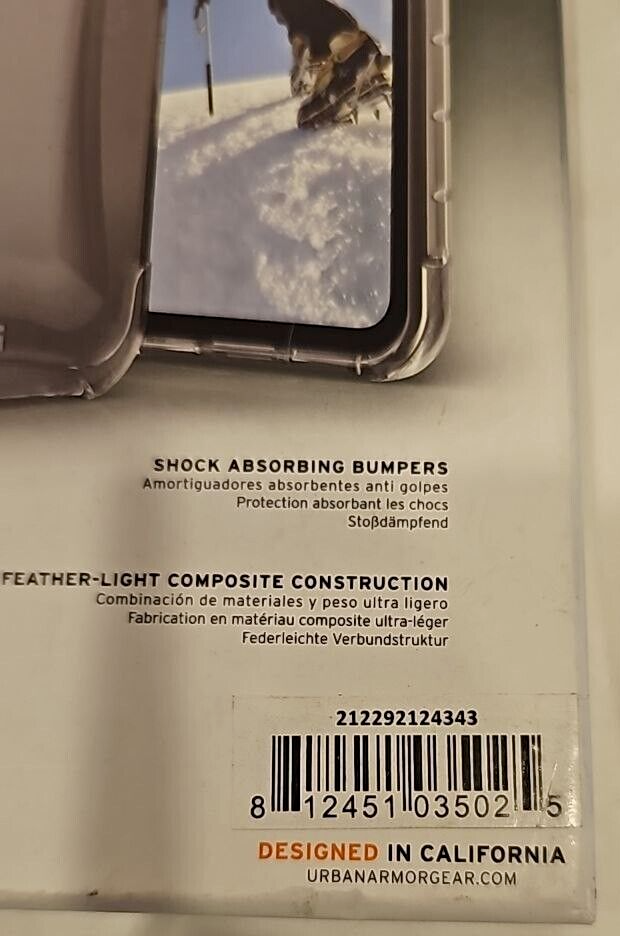 SHOCK ABSORBING BUMPERS
Amortiguadores absorbentes anti golpes
Protection absorbant les chocs
Stoßdämpfend
FEATHER-LIGHT COMPOSITE CONSTRUCTION
Combinación de materiales y peso ultra ligero
Fabrication en matériau composite ultra-léger
Federleichte Verbundstruktur
212292124343
8 12451 03502 5
DESIGNED IN CALIFORNIA
URBANARMORGEAR.COM